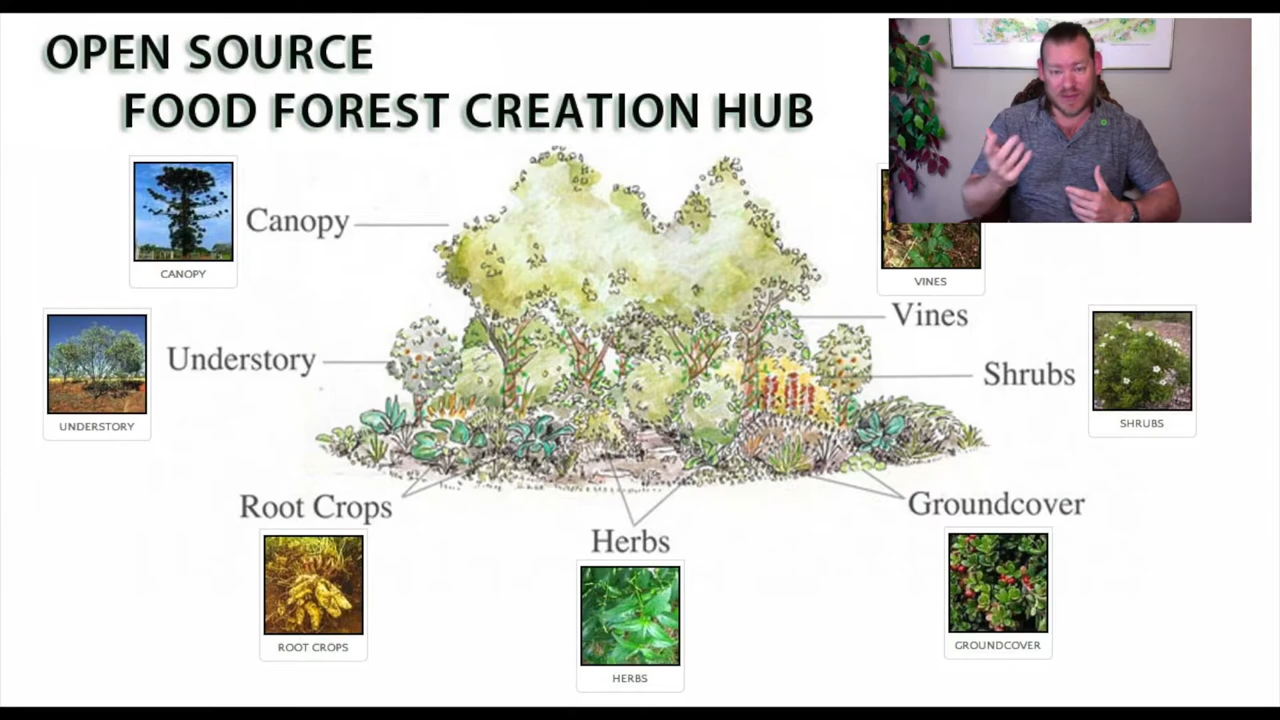 OPEN SOURCE
FOOD FOREST CREATION HUB
Canopy
CANOPY
VINES
Vines
Understory
UNDERSTORY
Shrubs
SHRUBS
Root Crops
ROOT CROPS
Herbs
HERBS
Groundcover
GROUNDCOVER